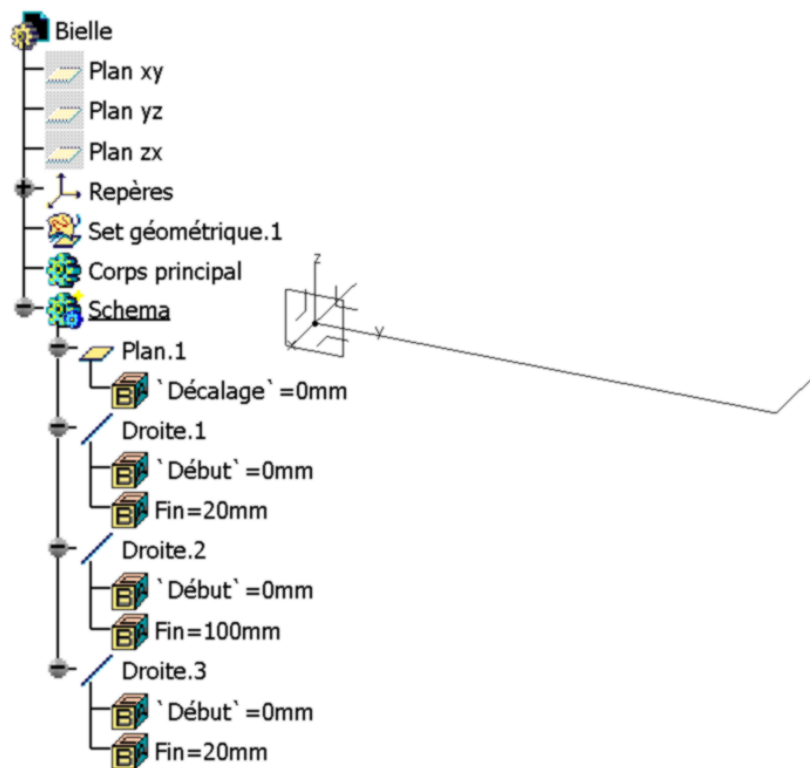 Bielle
Plan xy
Plan yz
Plan zx
Repères
Set géométrique.1
Corps principal
Schema
Plan.1
`Décalage`=0mm
Droite.1
`Début`=0mm
Fin=20mm
Droite.2
`Début`=0mm
Fin=100mm
Droite.3
`Début`=0mm
Fin=20mm
z
y
x